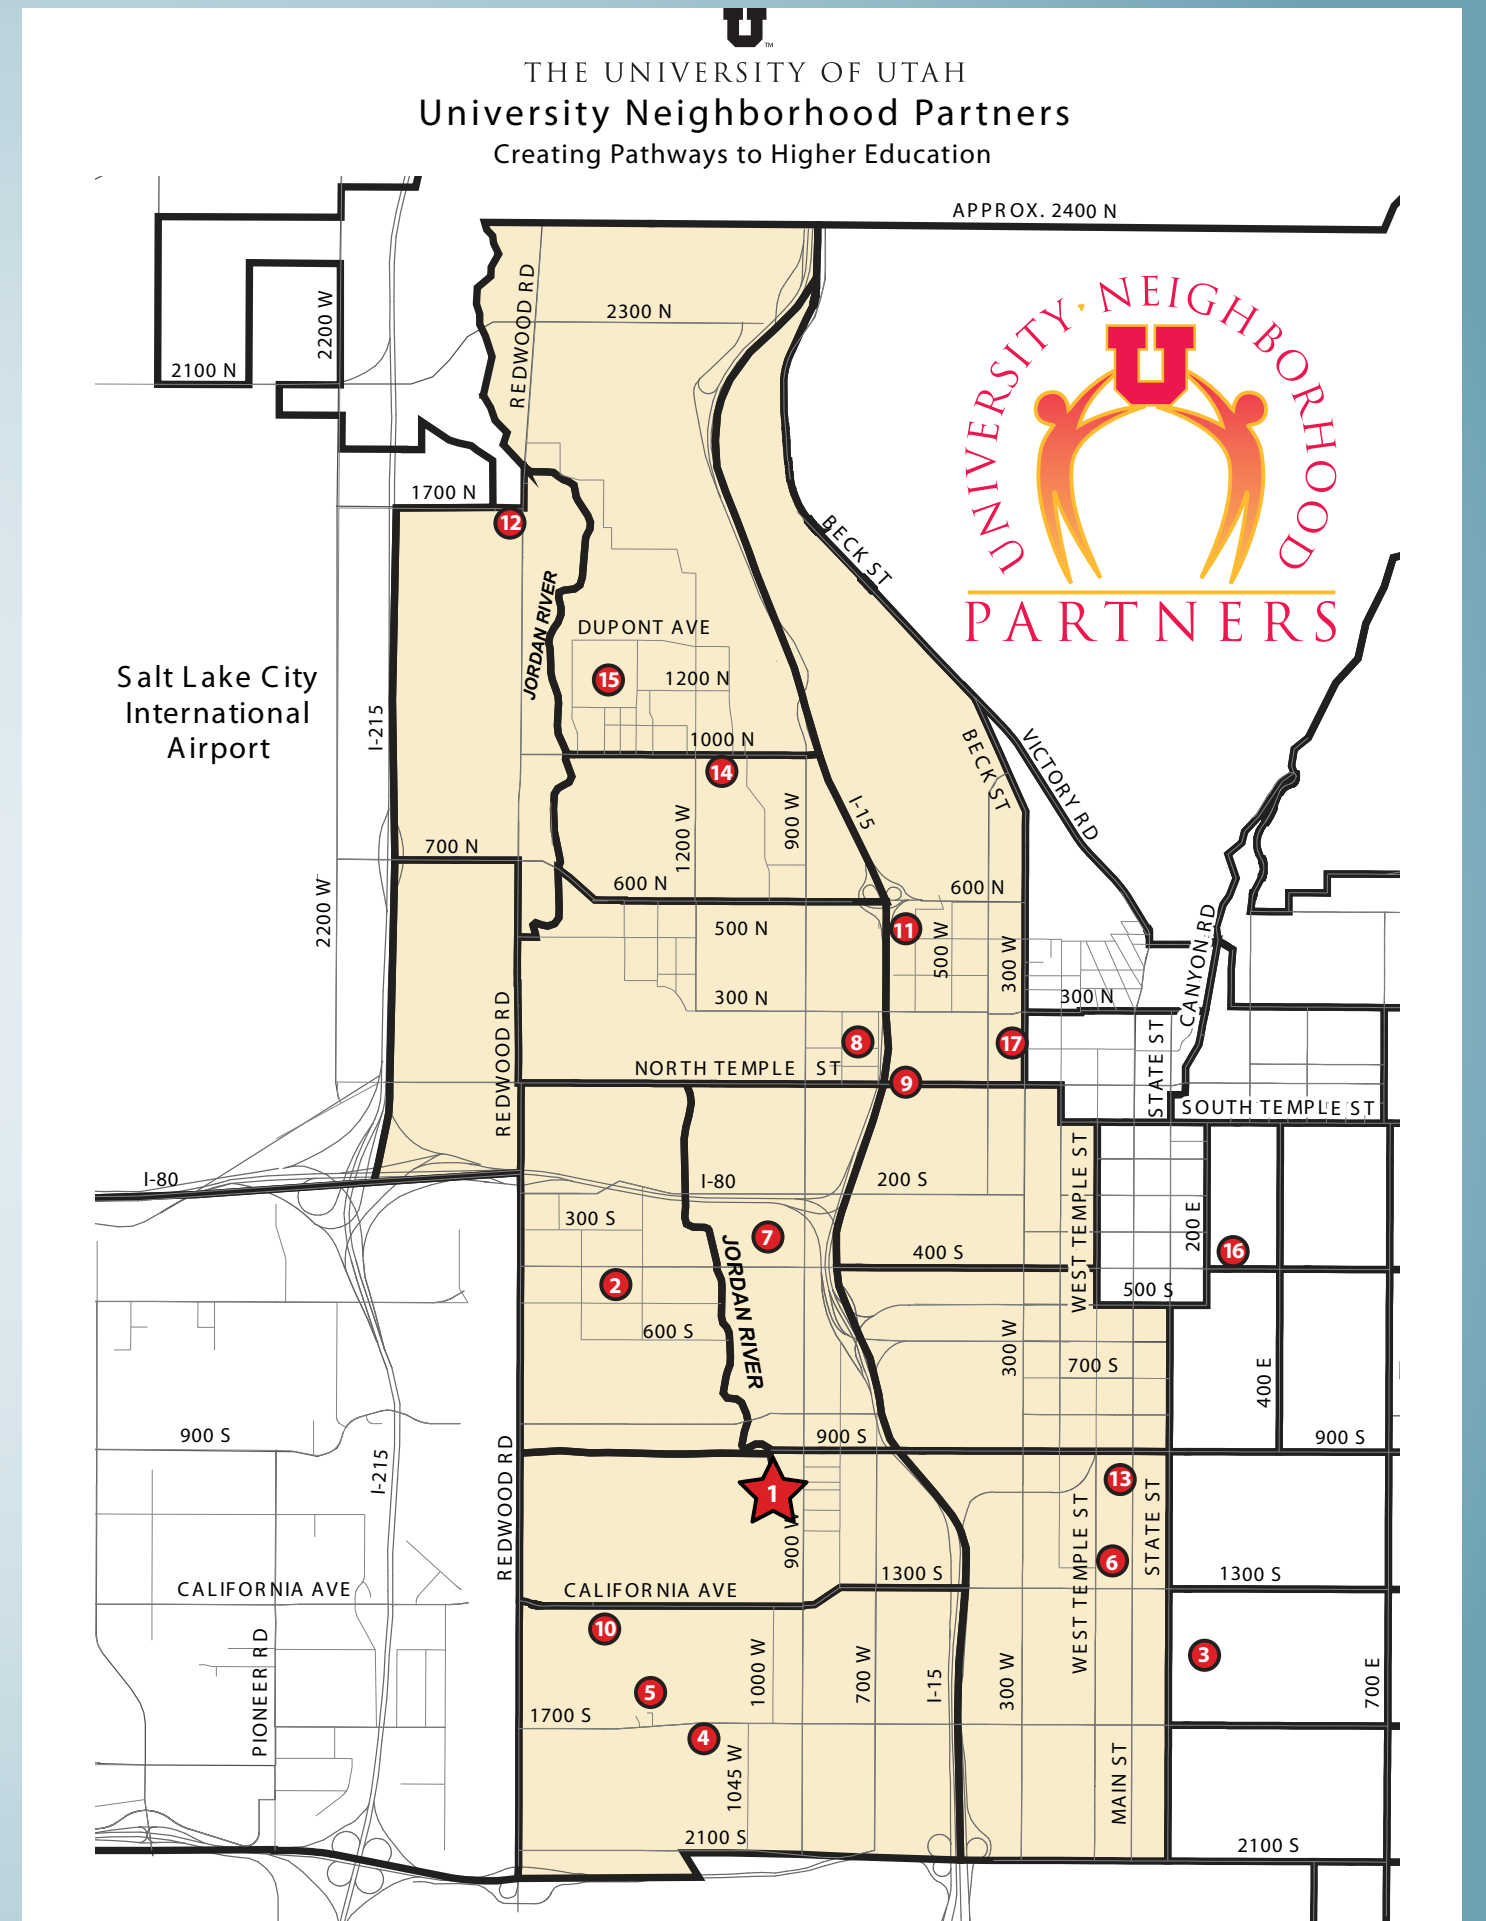 U
TM
THE UNIVERSITY OF UTAH
University Neighborhood Partners
Creating Pathways to Higher Education
APPROX. 2400 N
UNIVERSITY · NEIGHBORHOOD
U
PARTNERS
2200 W
REDWOOD RD
2300 N
2100 N
1700 N
12
BECK ST
JORDAN RIVER
DUPONT AVE
15
1200 N
Salt Lake City
International
Airport
I-215
1000 N
14
BECK ST
VICTORY RD
I-15
1200 W
900 W
700 N
600 N
600 N
2200 W
500 N
11
500 W
300 W
CANYON RD
300 N
300 N
REDWOOD RD
8
17
NORTH TEMPLE ST
9
STATE ST
SOUTH TEMPLE ST
I-80
I-80
200 S
WEST TEMPLE ST
200 E
300 S
7
JORDAN RIVER
400 S
16
2
500 S
600 S
300 W
700 S
400 E
900 S
900 S
900 S
I-215
REDWOOD RD
1
900 W
13
WEST TEMPLE ST
STATE ST
6
1300 S
1300 S
CALIFORNIA AVE
CALIFORNIA AVE
10
PIONEER RD
1000 W
700 W
I-15
300 W
3
700 E
5
1700 S
4
1045 W
MAIN ST
2100 S
2100 S